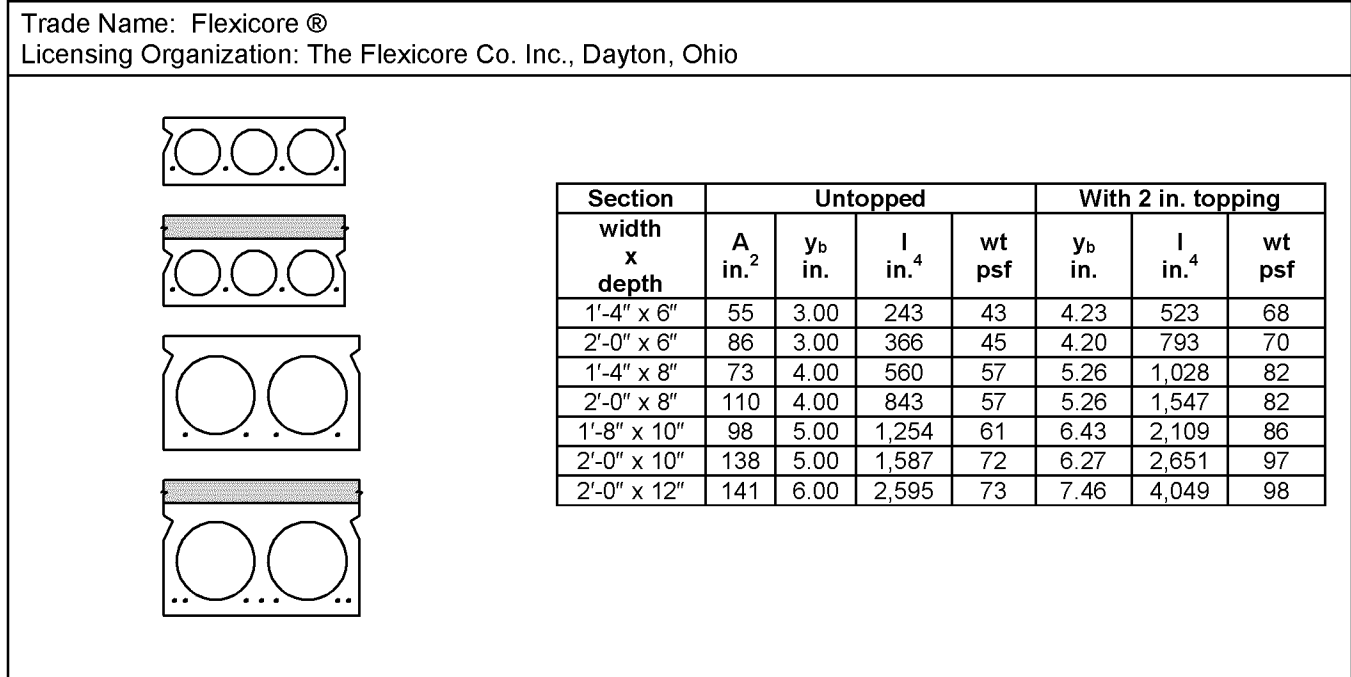 Trade Name: Flexicore ®
Licensing Organization: The Flexicore Co. Inc., Dayton, Ohio
Section Untopped With 2 in. topping
width x depth A in.² yb in. I in.⁴ wt psf yb in. I in.⁴ wt psf
1'-4" x 6" 55 3.00 243 43 4.23 523 68
2'-0" x 6" 86 3.00 366 45 4.20 793 70
1'-4" x 8" 73 4.00 560 57 5.26 1,028 82
2'-0" x 8" 110 4.00 843 57 5.26 1,547 82
1'-8" x 10" 98 5.00 1,254 61 6.43 2,109 86
2'-0" x 10" 138 5.00 1,587 72 6.27 2,651 97
2'-0" x 12" 141 6.00 2,595 73 7.46 4,049 98